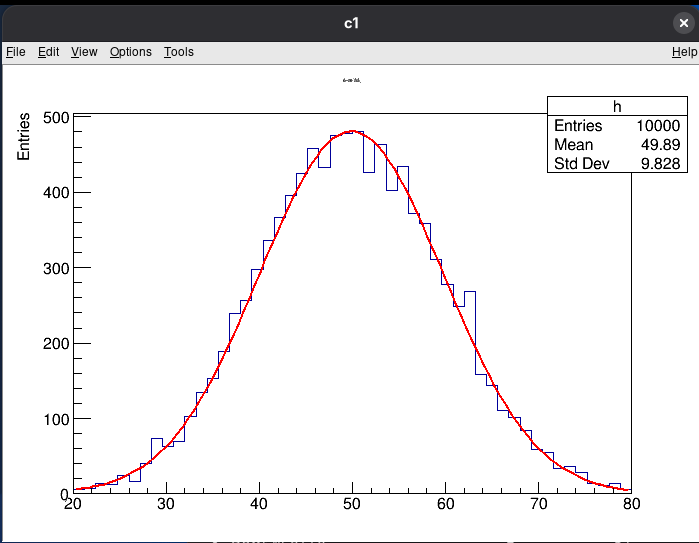 c1
File Edit View Options Tools Help
h
Entries 10000
Mean 49.89
Std Dev 9.828
Entries
500
400
300
200
100
0
20 30 40 50 60 70 80